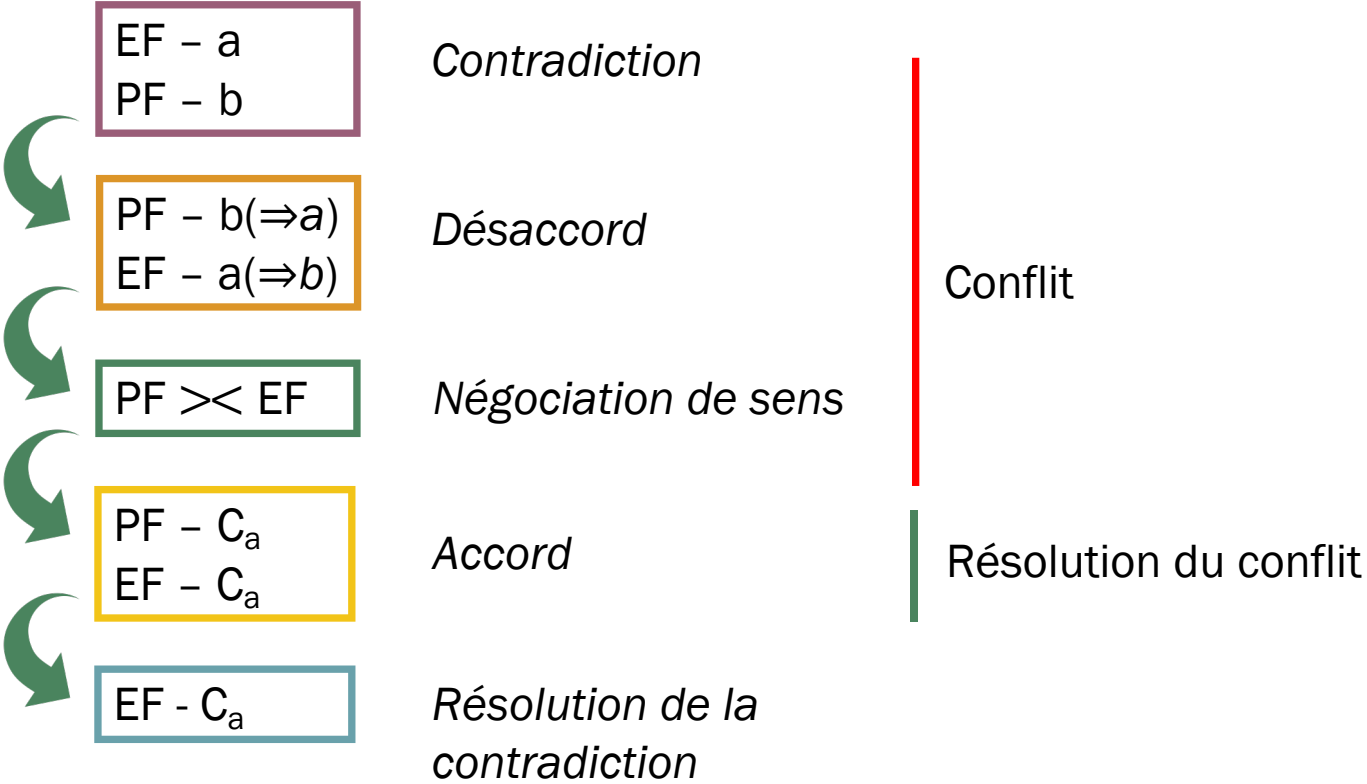 EF – a
PF – b
Contradiction
PF – b(⇒a)
EF – a(⇒b)
Désaccord
Conflit
PF >< EF
Négociation de sens
PF – Cₐ
EF – Cₐ
Accord
Résolution du conflit
EF - Cₐ
Résolution de la
contradiction